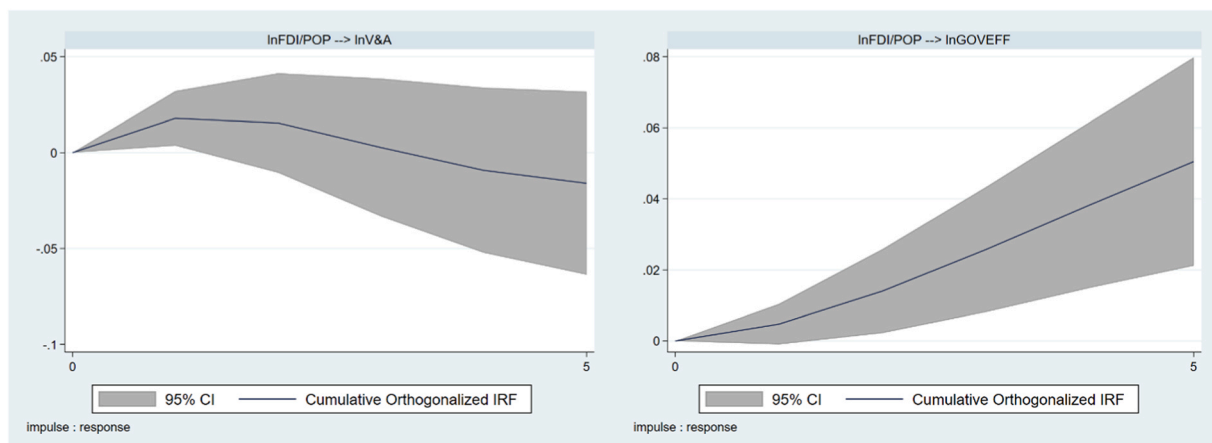 lnFDI/POP --> lnV&A
.05
0
-.05
-.1
0 5
95% CI Cumulative Orthogonalized IRF
impulse : response
lnFDI/POP --> lnGOVEFF
.08
.06
.04
.02
0
0 5
95% CI Cumulative Orthogonalized IRF
impulse : response